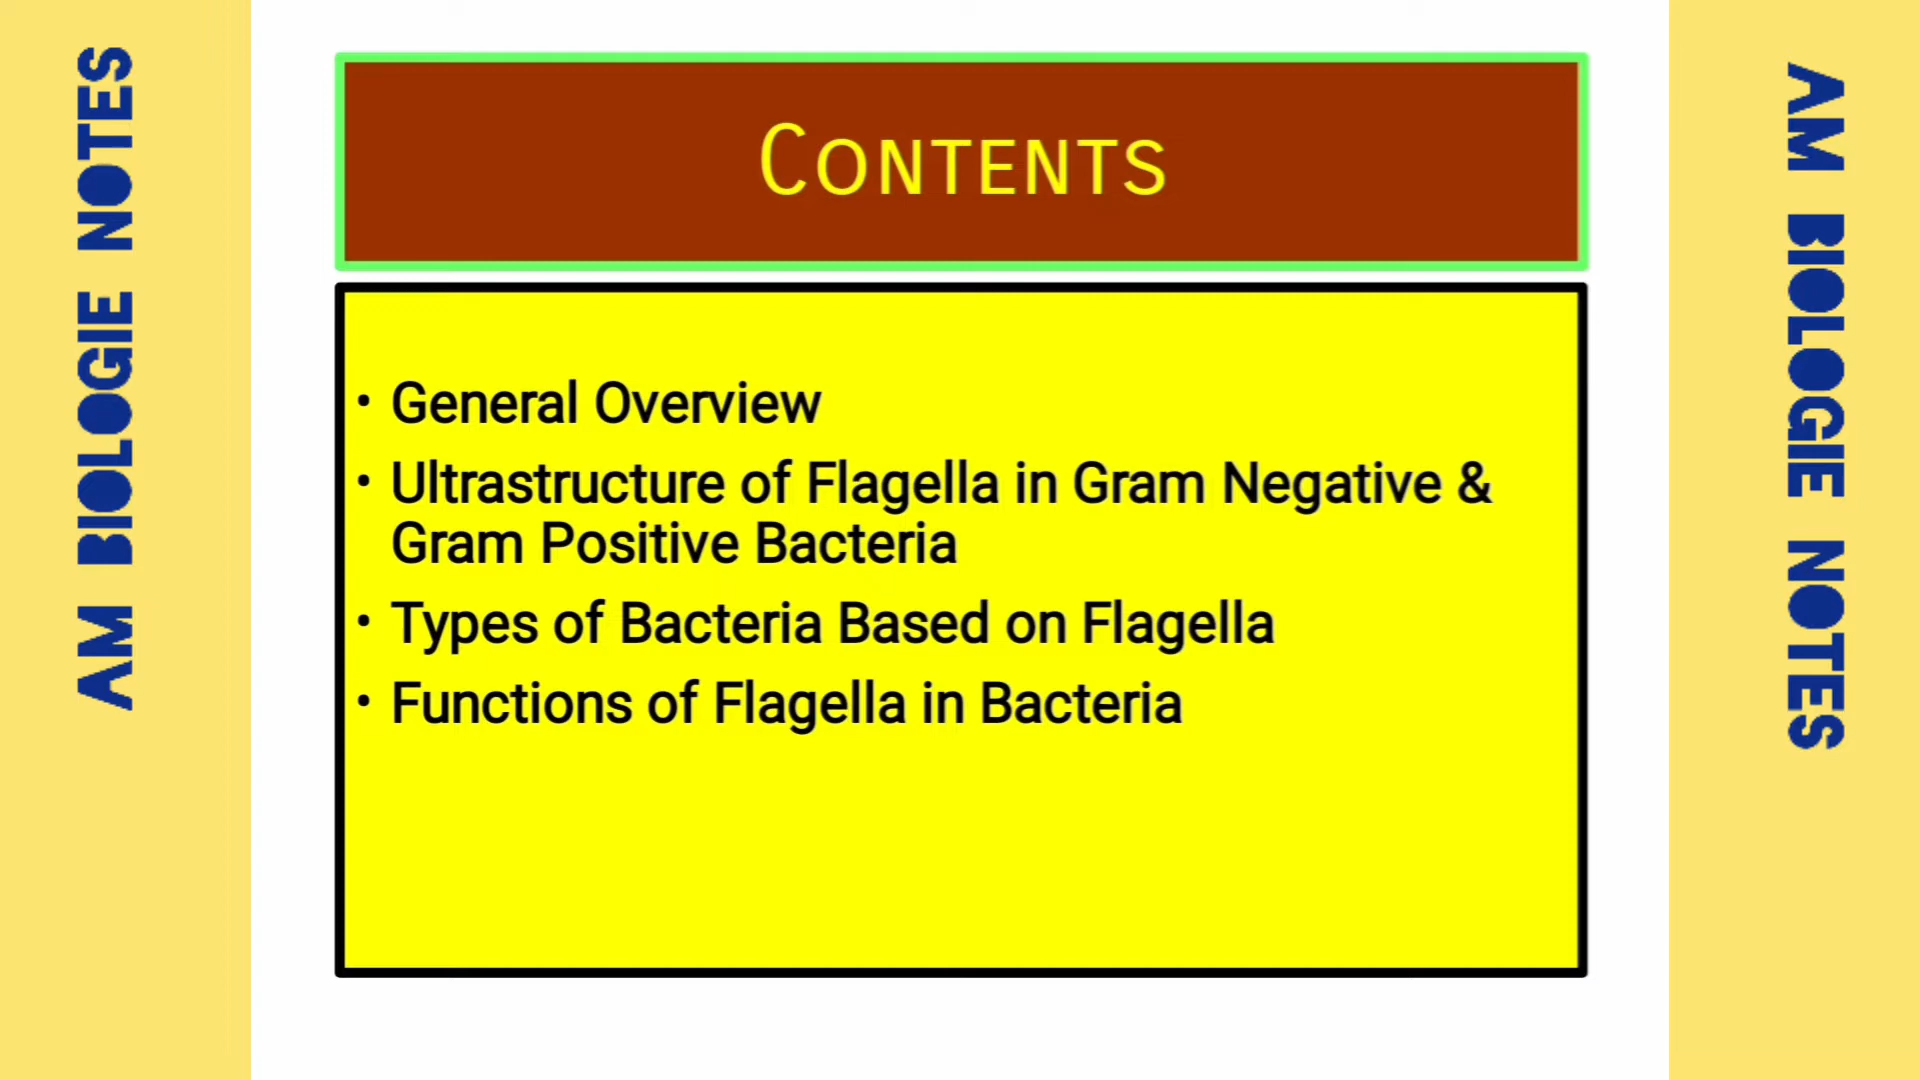 AM BIOLOGIE NOTES
CONTENTS
• General Overview
• Ultrastructure of Flagella in Gram Negative &
Gram Positive Bacteria
• Types of Bacteria Based on Flagella
• Functions of Flagella in Bacteria
AM BIOLOGIE NOTES